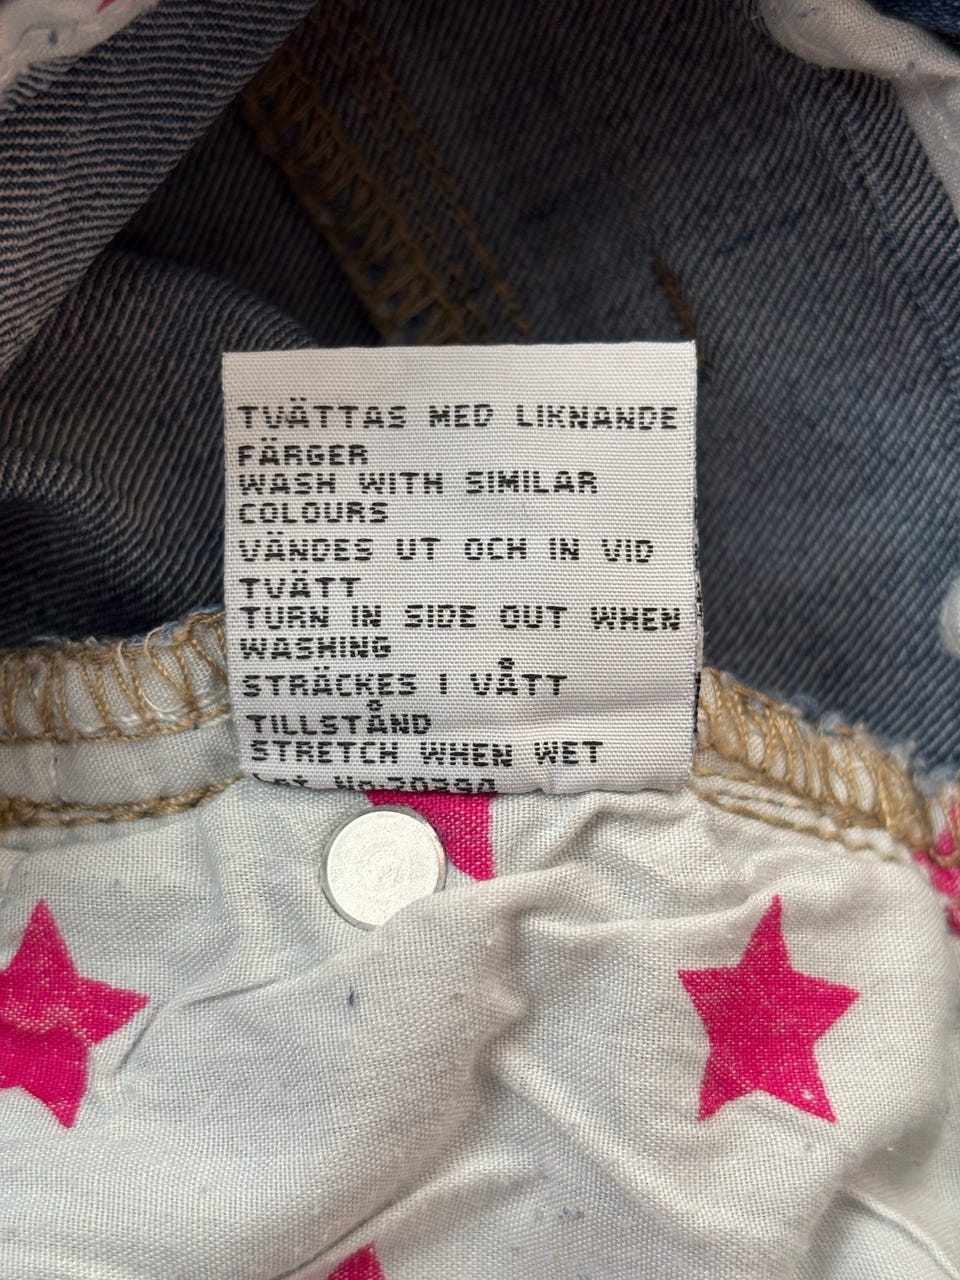 TVÄTTAS MED LIKNANDE
FÄRGER
WASH WITH SIMILAR
COLOURS
VÄNDES UT OCH IN VID
TVÄTT
TURN IN SIDE OUT WHEN
WASHING
STRÄCKES I VÅTT
TILLSTÅND
STRETCH WHEN WET